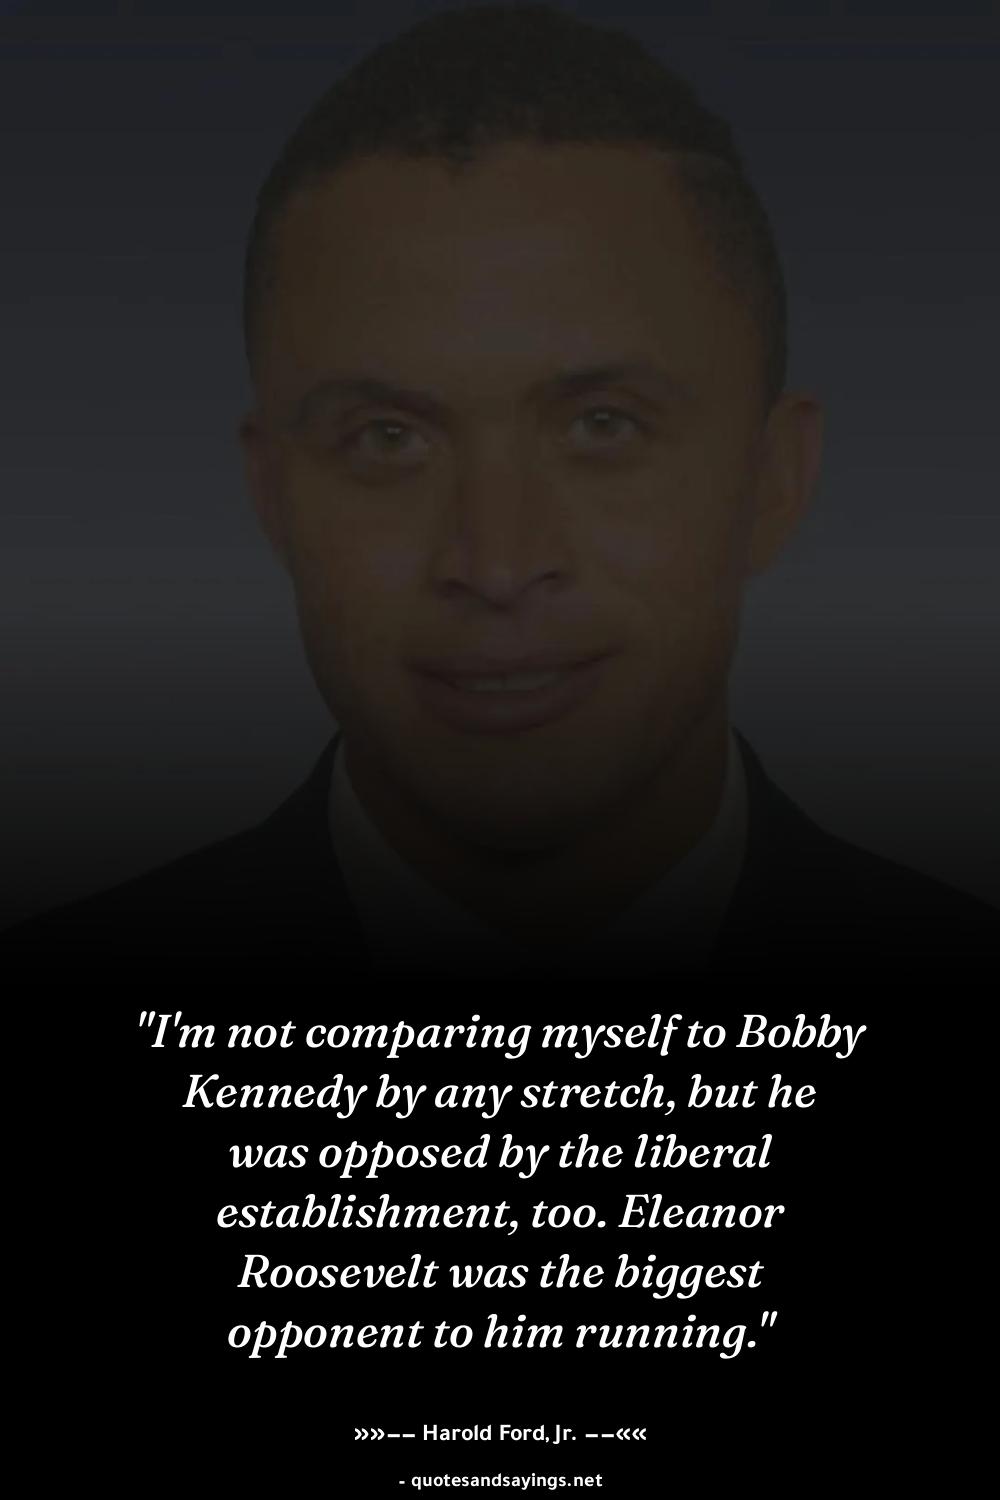 "I'm not comparing myself to Bobby
Kennedy by any stretch, but he
was opposed by the liberal
establishment, too. Eleanor
Roosevelt was the biggest
opponent to him running."
»»–– Harold Ford, Jr. ––««
- quotesandsayings.net